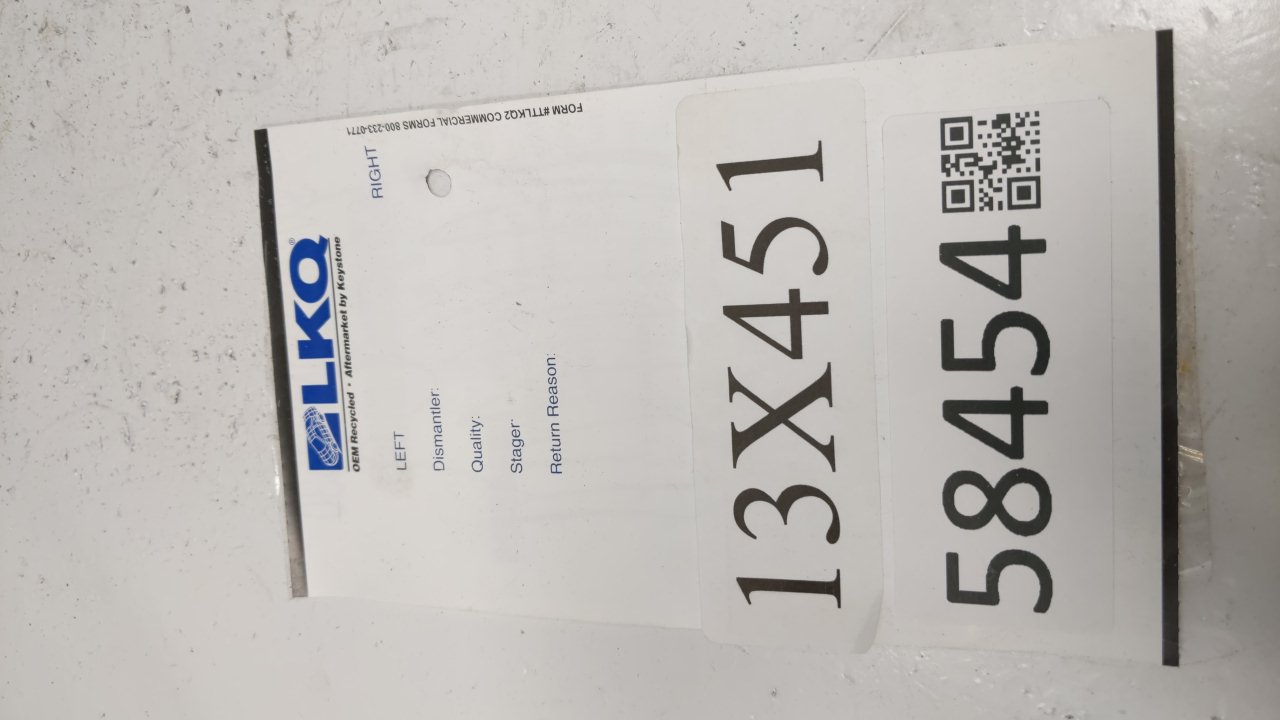 LKQ®
OEM Recycled • Aftermarket by Keystone
LEFT RIGHT
Dismantler:
Quality:
Stager:
Return Reason:
FORM #TTLKQ2 COMMERCIAL FORMS 800-233-0771
13X451
58454